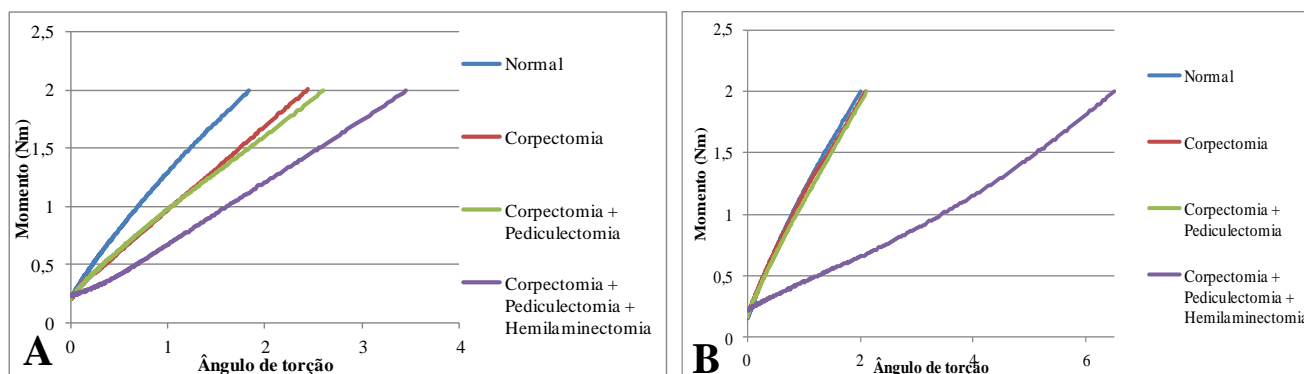 2,5
2
1,5
1
0,5
0
Momento (Nm)
0
1
2
3
4
Ângulo de torção
A
Normal
Corpectomia
Corpectomia +
Pediculectomia
Corpectomia +
Pediculectomia +
Hemilaminectomia
2,5
2
1,5
1
0,5
0
Momento (Nm)
0
2
4
6
Ângulo de torção
B
Normal
Corpectomia
Corpectomia +
Pediculectomia
Corpectomia +
Pediculectomia +
Hemilaminectomia